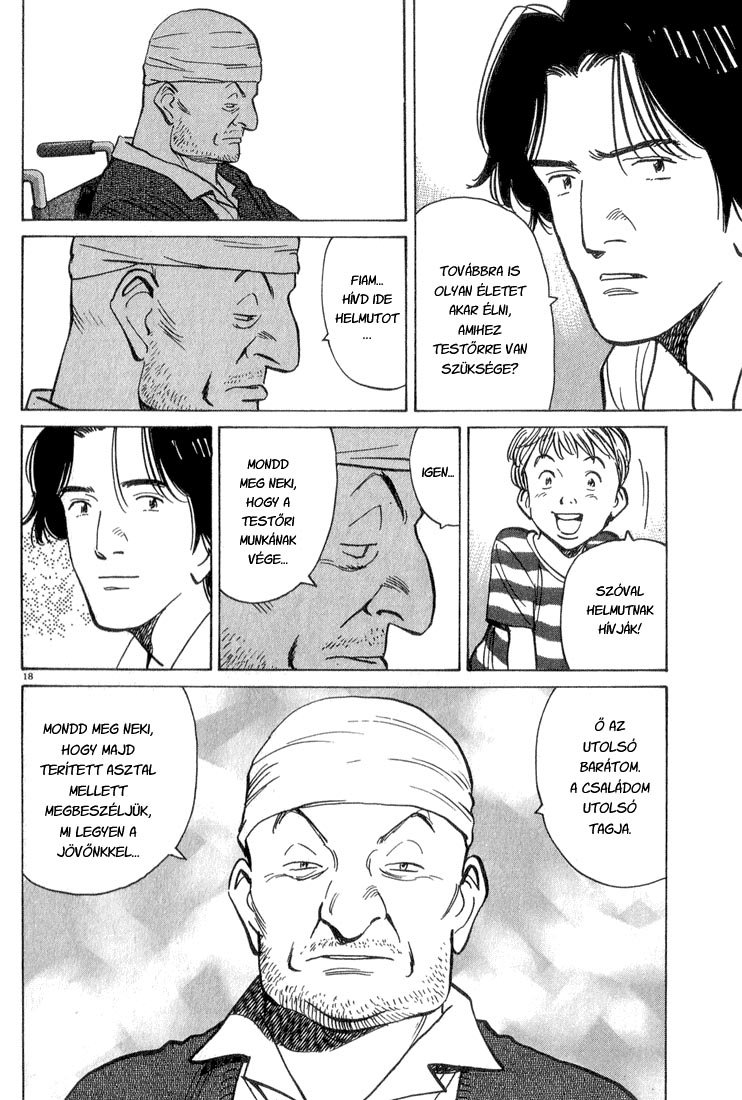 TOVÁBBRA IS
OLYAN ÉLETET
AKAR ÉLNI,
AMIHEZ
TESTŐRRE VAN
SZÜKSÉGE?
FIAM...
HÍVD IDE
HELMUTOT
...
SZÓVAL
HELMUTNAK
HÍVJÁK!
IGEN...
MONDD
MEG NEKI,
HOGY A
TESTŐRI
MUNKÁNAK
VÉGE...
18
Ő AZ
UTOLSÓ
BARÁTOM.
A CSALÁDOM
UTOLSÓ
TAGJA.
MONDD MEG NEKI,
HOGY MAJD
TERÍTETT ASZTAL
MELLETT
MEGBESZÉLJÜK,
MI LEGYEN A
JÖVŐNKKEL...